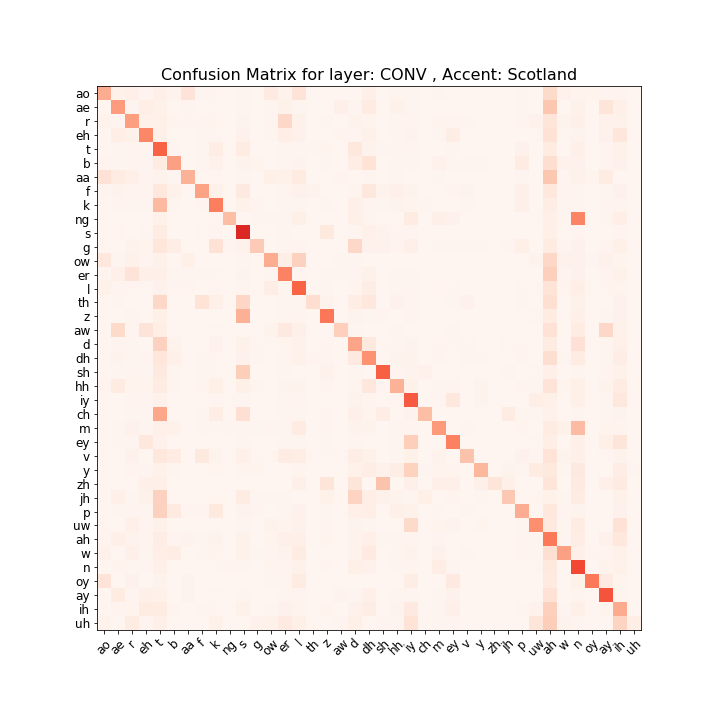 Confusion Matrix for layer: CONV , Accent: Scotland
ao
ae
r
eh
t
b
aa
f
k
ng
s
g
ow
er
l
th
z
aw
d
dh
sh
hh
iy
ch
m
ey
v
y
zh
jh
p
uw
ah
w
n
oy
ay
ih
uh
ao ae r eh t b aa f k ng s g ow er l th z aw d dh sh hh iy ch m ey v y zh jh p uw ah w n oy ay ih uh